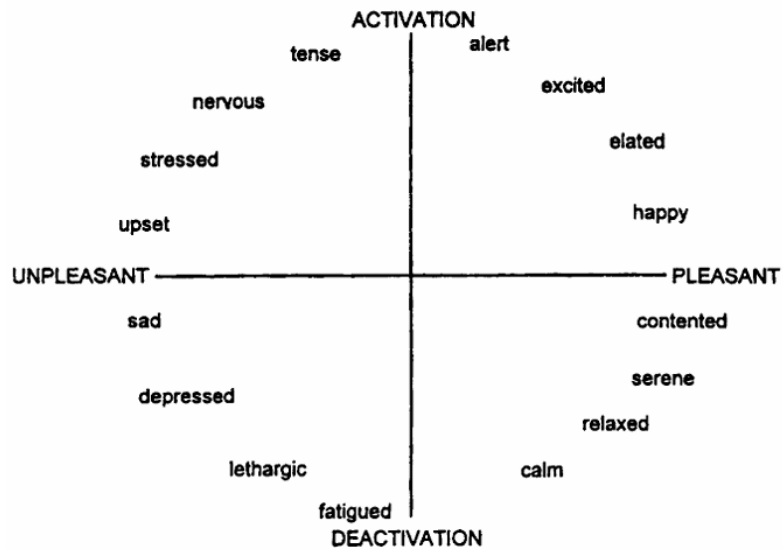 ACTIVATION
tense
alert
nervous
excited
stressed
elated
upset
happy
UNPLEASANT
PLEASANT
sad
contented
depressed
serene
relaxed
lethargic
calm
fatigued
DEACTIVATION